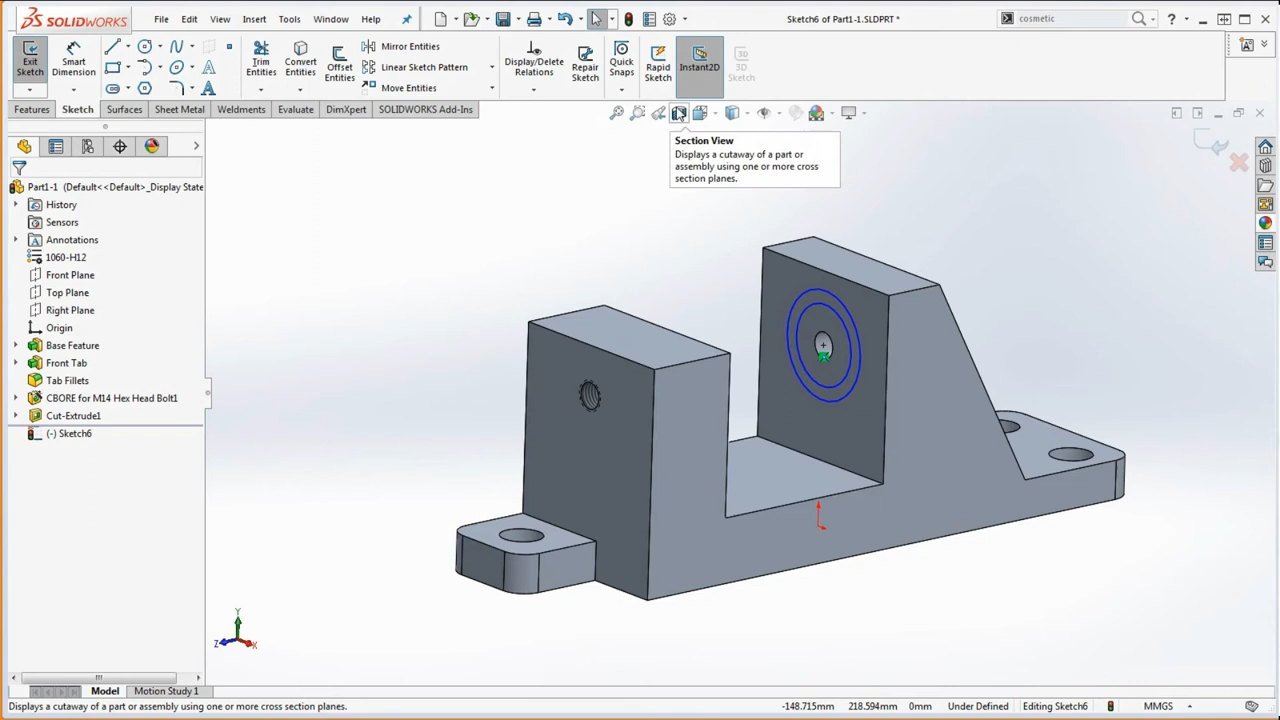 SOLIDWORKS
File
Edit
View
Insert
Tools
Window
Help
Sketch6 of Part1-1.SLDPRT *
cosmetic
Exit Sketch
Smart Dimension
Trim Entities
Convert Entities
Offset Entities
Mirror Entities
Linear Sketch Pattern
Move Entities
Display/Delete Relations
Repair Sketch
Quick Snaps
Rapid Sketch
Instant2D
3D Sketch
Features
Sketch
Surfaces
Sheet Metal
Weldments
Evaluate
DimXpert
SOLIDWORKS Add-Ins
Section View
Displays a cutaway of a part or
assembly using one or more cross
section planes.
Part1-1 (Default<<Default>_Display State
History
Sensors
Annotations
1060-H12
Front Plane
Top Plane
Right Plane
Origin
Base Feature
Front Tab
Tab Fillets
CBORE for M14 Hex Head Bolt1
Cut-Extrude1
(-) Sketch6
Y
Z
X
Model
Motion Study 1
Displays a cutaway of a part or assembly using one or more cross section planes.
-148.715mm
218.594mm
0mm
Under Defined
Editing Sketch6
MMGS